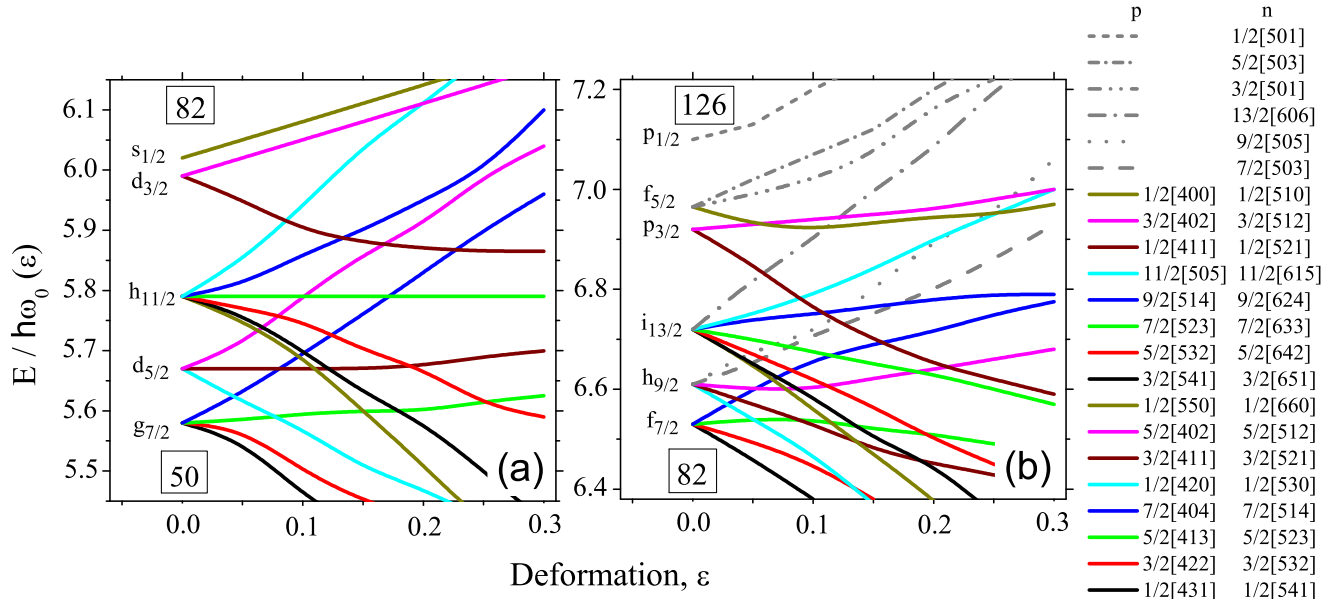 p n
1/2[501]
5/2[503]
3/2[501]
13/2[606]
9/2[505]
7/2[503]
1/2[400] 1/2[510]
3/2[402] 3/2[512]
1/2[411] 1/2[521]
11/2[505] 11/2[615]
9/2[514] 9/2[624]
7/2[523] 7/2[633]
5/2[532] 5/2[642]
3/2[541] 3/2[651]
1/2[550] 1/2[660]
5/2[402] 5/2[512]
3/2[411] 3/2[521]
1/2[420] 1/2[530]
7/2[404] 7/2[514]
5/2[413] 5/2[523]
3/2[422] 3/2[532]
1/2[431] 1/2[541]
E / ħω₀ (ε)
6.1
6.0
5.9
5.8
5.7
5.6
5.5
82
s1/2
d3/2
h11/2
d5/2
g7/2
50
(a)
0.0 0.1 0.2 0.3
7.2
7.0
6.8
6.6
6.4
126
p1/2
f5/2
p3/2
i13/2
h9/2
f7/2
82
(b)
0.0 0.1 0.2 0.3
Deformation, ε